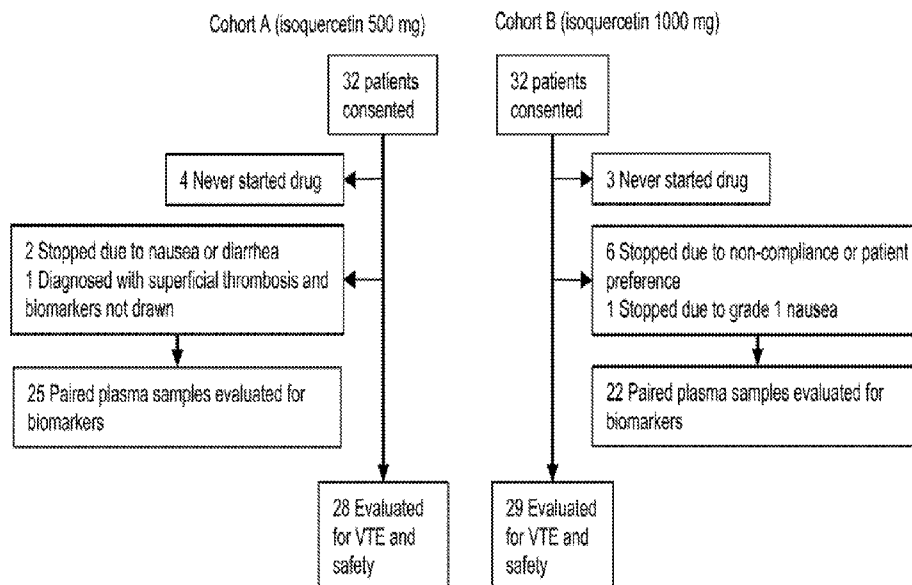 Cohort A (isoquercetin 500 mg)
32 patients
consented
4 Never started drug
2 Stopped due to nausea or diarrhea
1 Diagnosed with superficial thrombosis and
biomarkers not drawn
25 Paired plasma samples evaluated for
biomarkers
28 Evaluated
for VTE and
safety
Cohort B (isoquercetin 1000 mg)
32 patients
consented
3 Never started drug
6 Stopped due to non-compliance or patient
preference
1 Stopped due to grade 1 nausea
22 Paired plasma samples evaluated for
biomarkers
29 Evaluated
for VTE and
safety